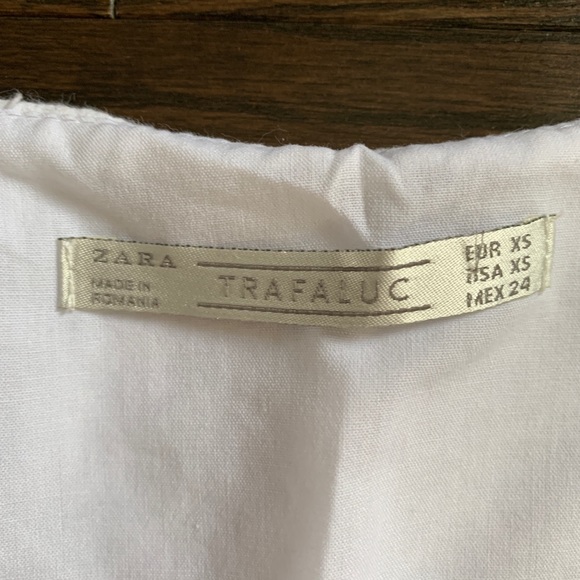 ZARA
MADE IN
ROMANIA
TRAFALUC
EUR XS
USA XS
MEX 24